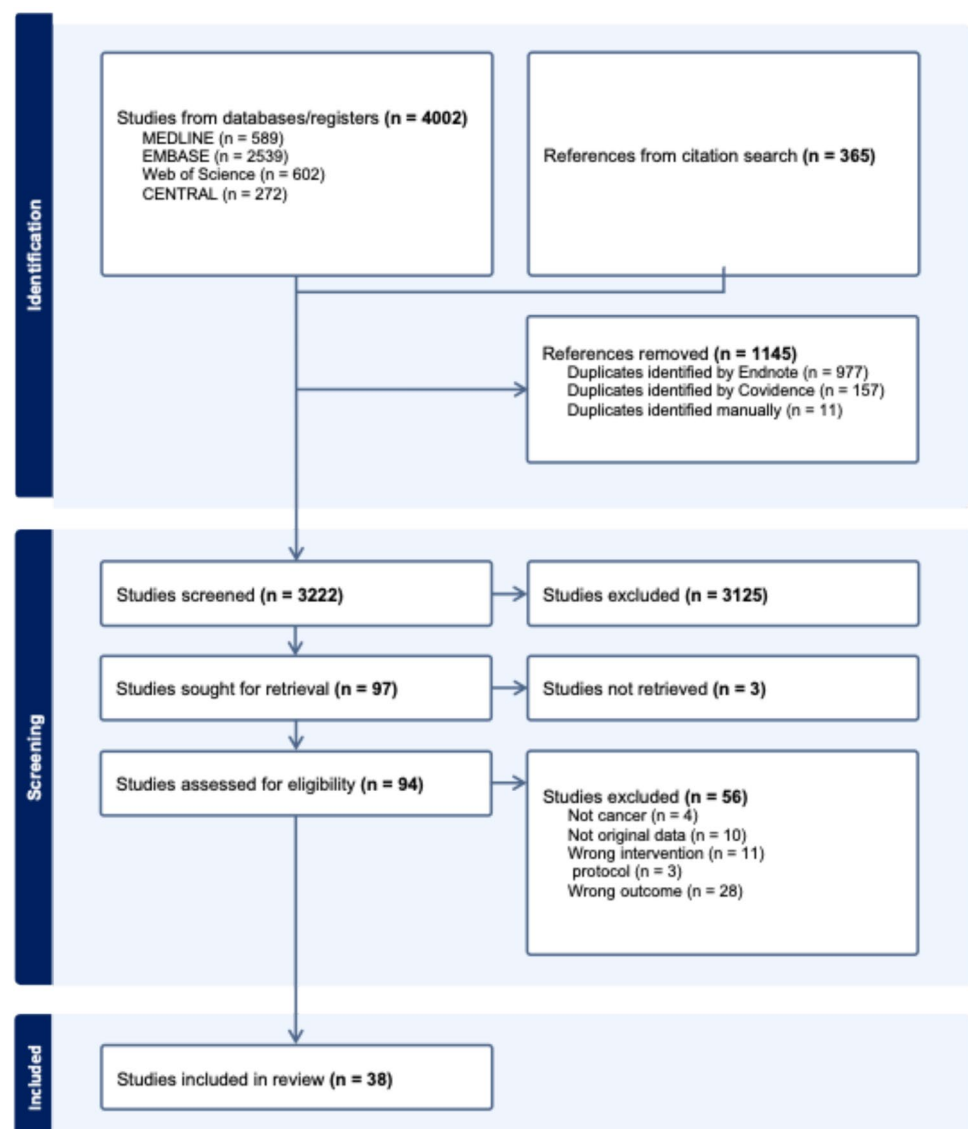 Identification
Studies from databases/registers (n = 4002)
MEDLINE (n = 589)
EMBASE (n = 2539)
Web of Science (n = 602)
CENTRAL (n = 272)
References from citation search (n = 365)
References removed (n = 1145)
Duplicates identified by Endnote (n = 977)
Duplicates identified by Covidence (n = 157)
Duplicates identified manually (n = 11)
Screening
Studies screened (n = 3222)
Studies excluded (n = 3125)
Studies sought for retrieval (n = 97)
Studies not retrieved (n = 3)
Studies assessed for eligibility (n = 94)
Studies excluded (n = 56)
Not cancer (n = 4)
Not original data (n = 10)
Wrong intervention (n = 11)
protocol (n = 3)
Wrong outcome (n = 28)
Included
Studies included in review (n = 38)